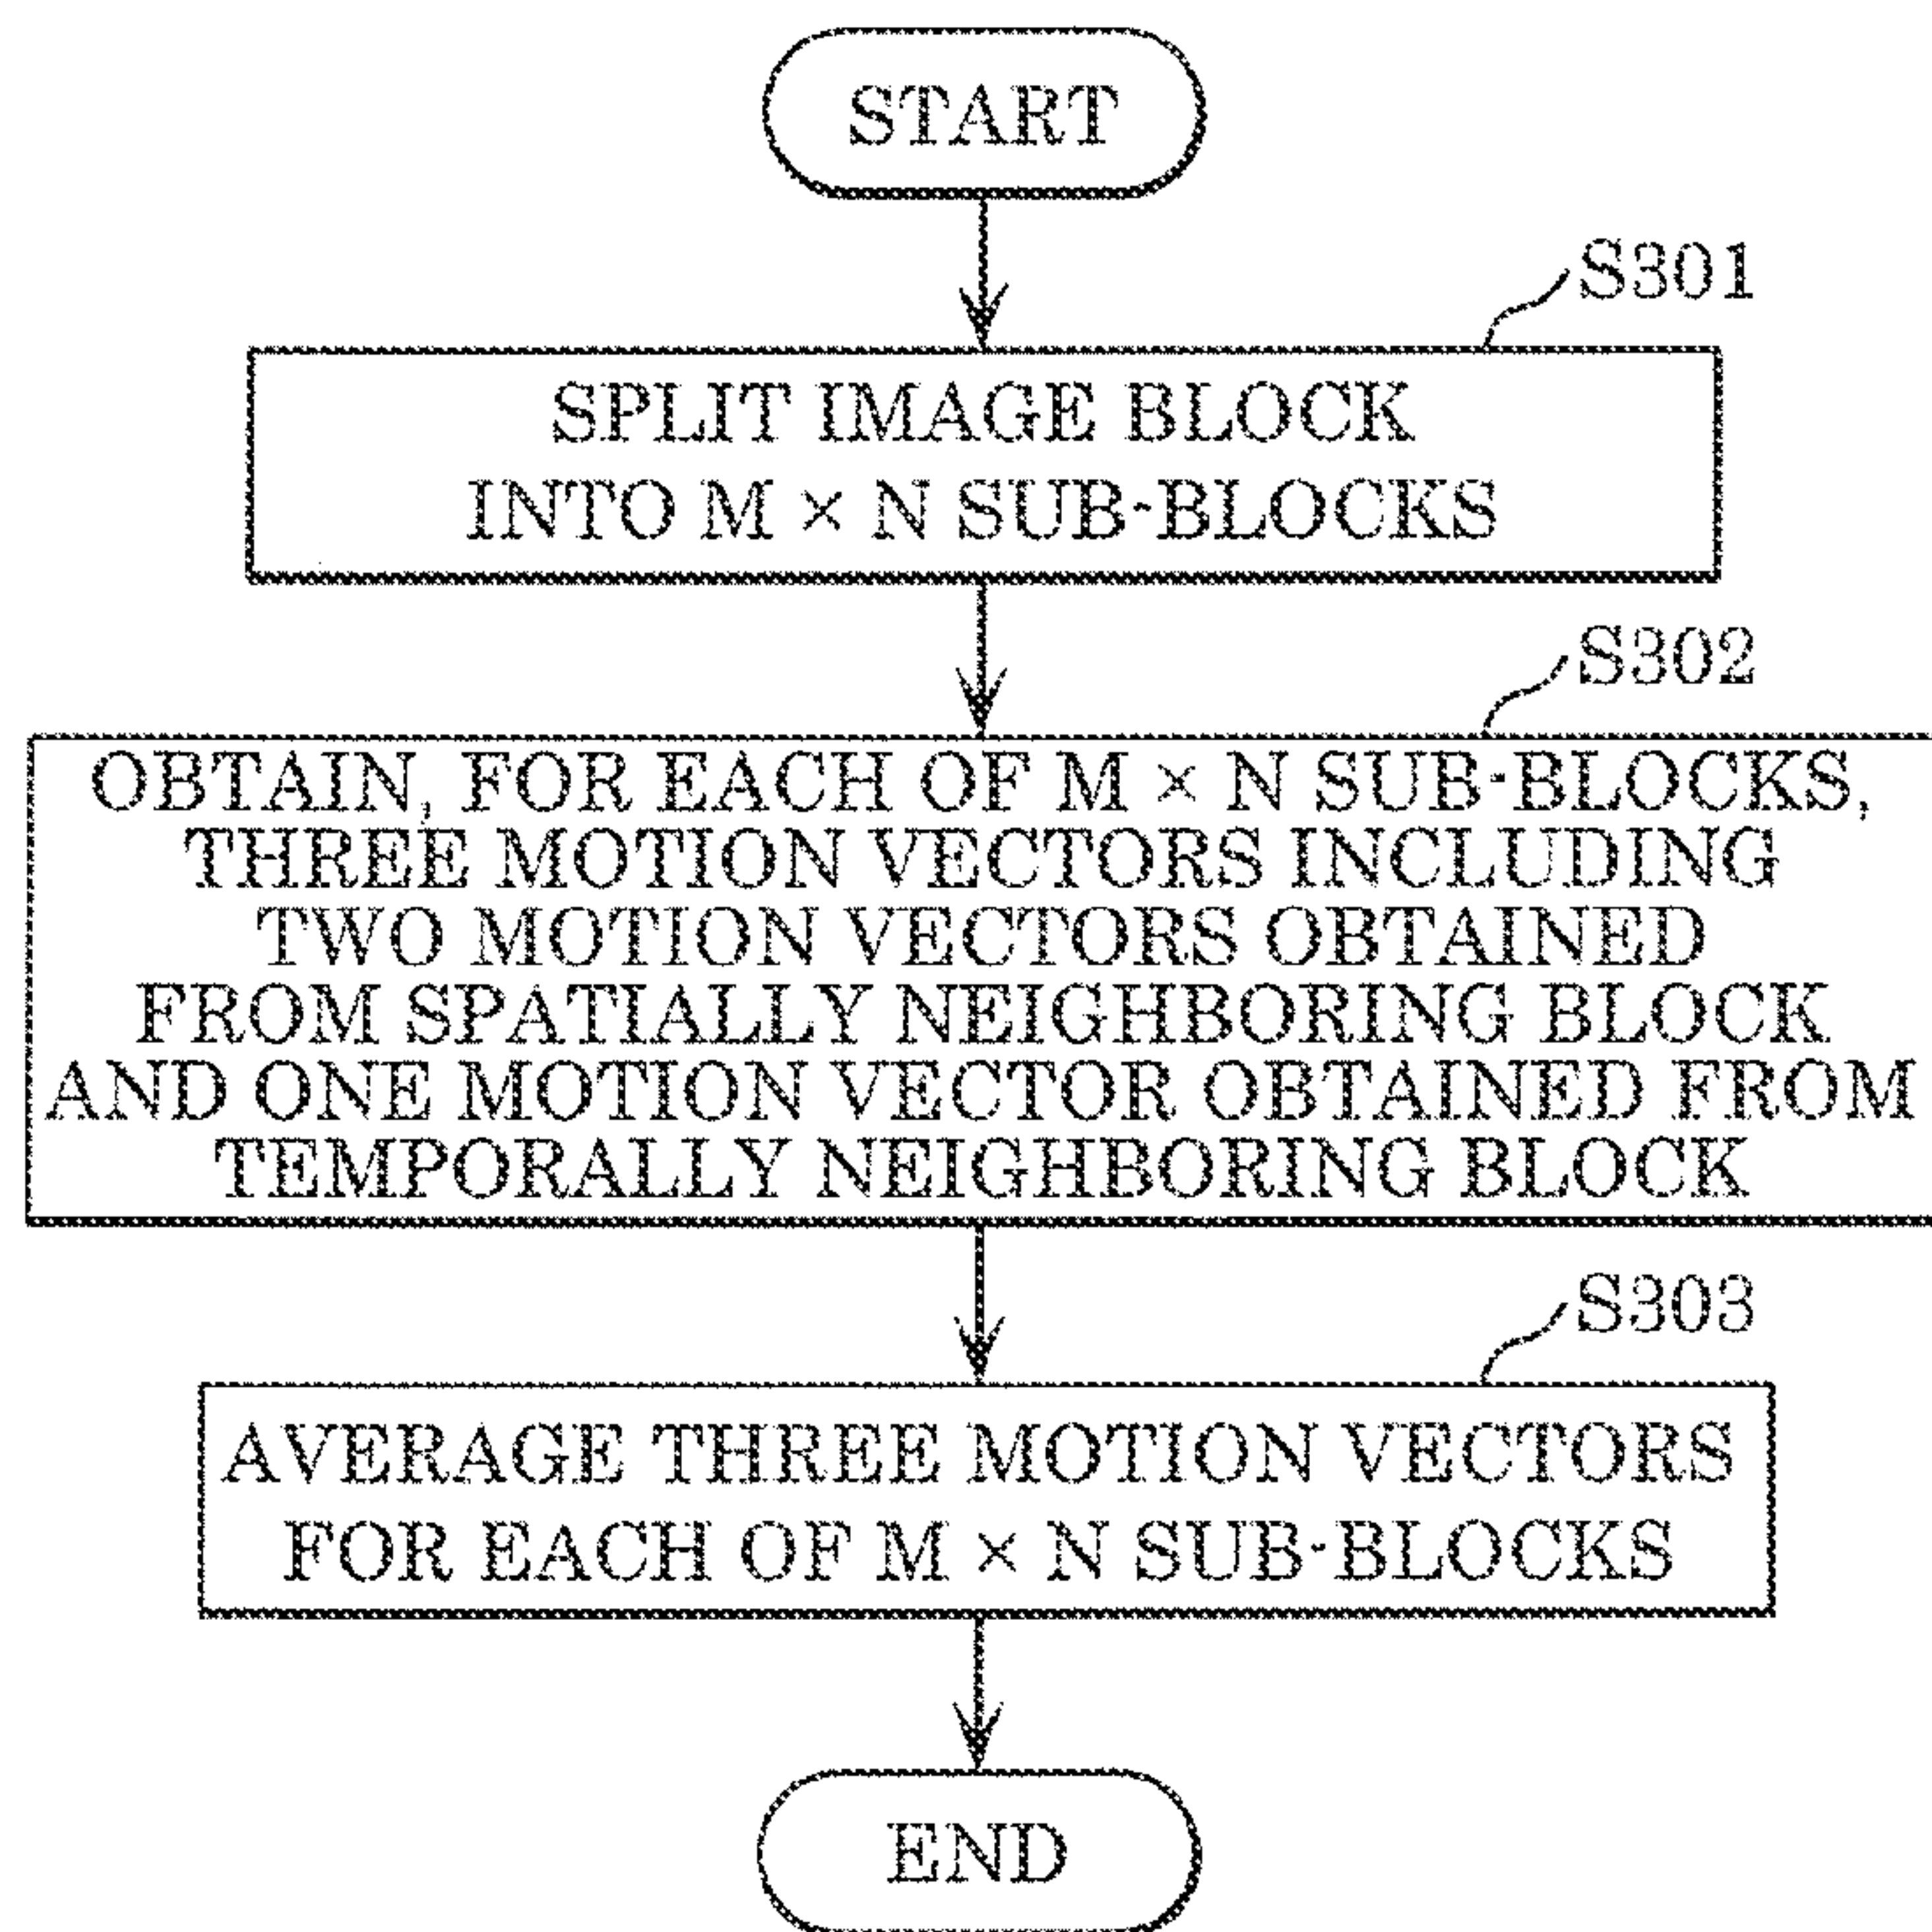 START
S301
SPLIT IMAGE BLOCK
INTO M × N SUB-BLOCKS
S302
OBTAIN, FOR EACH OF M × N SUB-BLOCKS,
THREE MOTION VECTORS INCLUDING
TWO MOTION VECTORS OBTAINED
FROM SPATIALLY NEIGHBORING BLOCK
AND ONE MOTION VECTOR OBTAINED FROM
TEMPORALLY NEIGHBORING BLOCK
S303
AVERAGE THREE MOTION VECTORS
FOR EACH OF M × N SUB-BLOCKS
END